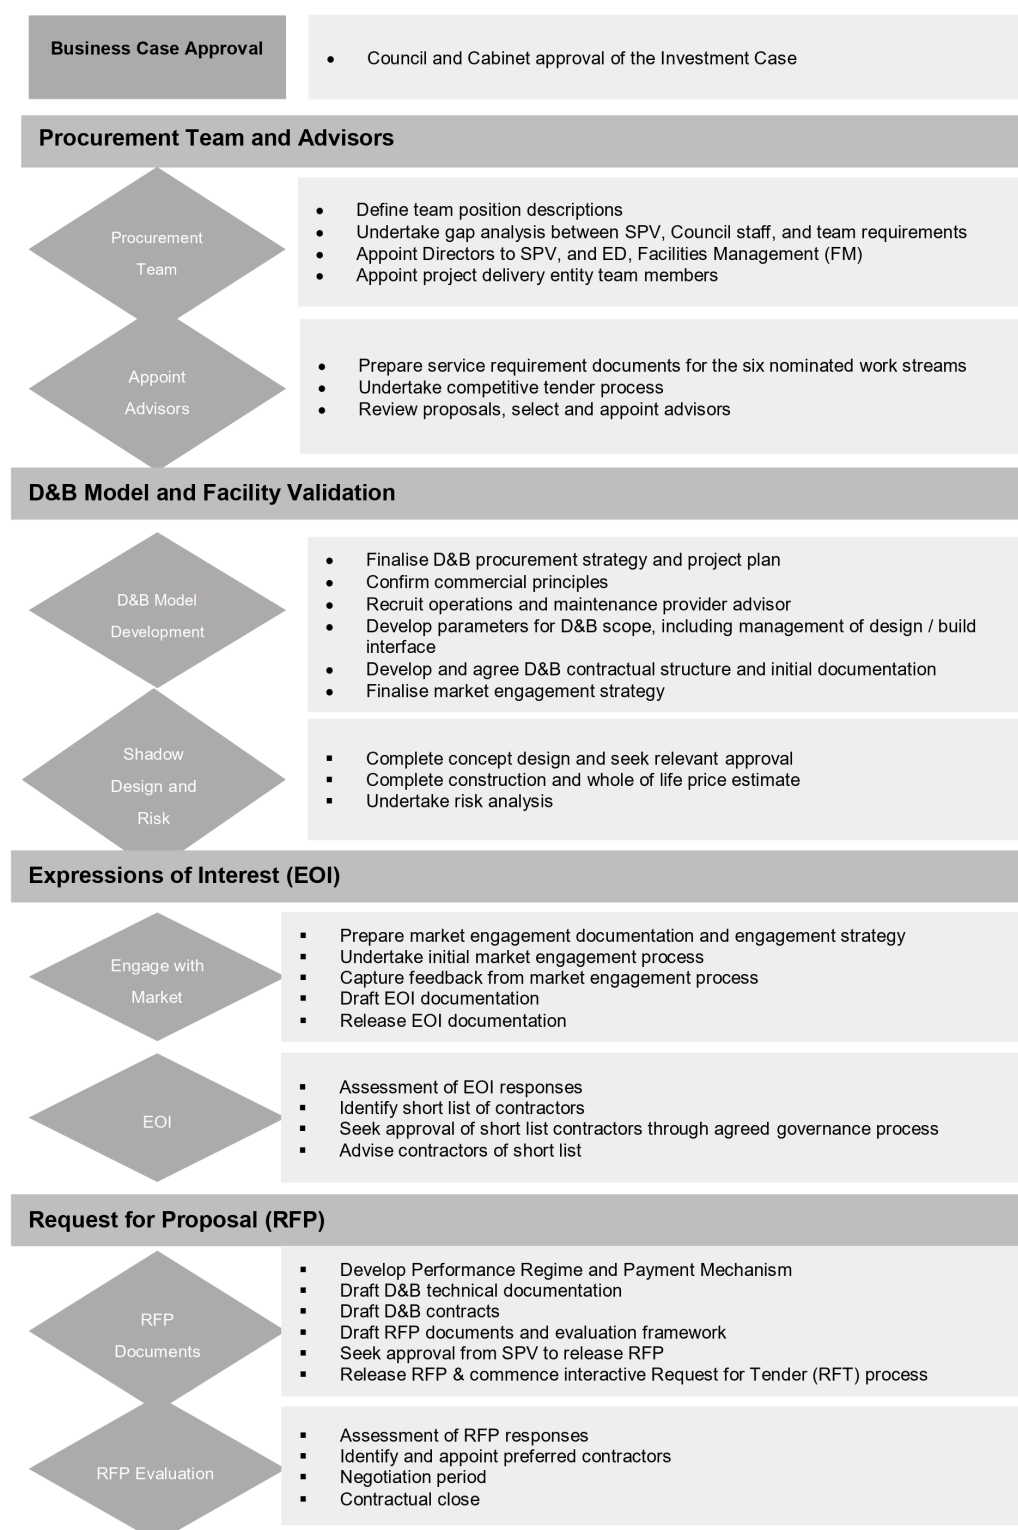 Business Case Approval
• Council and Cabinet approval of the Investment Case
Procurement Team and Advisors
Procurement
Team
• Define team position descriptions
• Undertake gap analysis between SPV, Council staff, and team requirements
• Appoint Directors to SPV, and ED, Facilities Management (FM)
• Appoint project delivery entity team members
Appoint
Advisors
• Prepare service requirement documents for the six nominated work streams
• Undertake competitive tender process
• Review proposals, select and appoint advisors
D&B Model and Facility Validation
D&B Model
Development
• Finalise D&B procurement strategy and project plan
• Confirm commercial principles
• Recruit operations and maintenance provider advisor
• Develop parameters for D&B scope, including management of design / build
interface
• Develop and agree D&B contractual structure and initial documentation
• Finalise market engagement strategy
Shadow
Design and
Risk
▪ Complete concept design and seek relevant approval
▪ Complete construction and whole of life price estimate
▪ Undertake risk analysis
Expressions of Interest (EOI)
Engage with
Market
▪ Prepare market engagement documentation and engagement strategy
▪ Undertake initial market engagement process
▪ Capture feedback from market engagement process
▪ Draft EOI documentation
▪ Release EOI documentation
EOI
▪ Assessment of EOI responses
▪ Identify short list of contractors
▪ Seek approval of short list contractors through agreed governance process
▪ Advise contractors of short list
Request for Proposal (RFP)
RFP
Documents
▪ Develop Performance Regime and Payment Mechanism
▪ Draft D&B technical documentation
▪ Draft D&B contracts
▪ Draft RFP documents and evaluation framework
▪ Seek approval from SPV to release RFP
▪ Release RFP & commence interactive Request for Tender (RFT) process
RFP Evaluation
▪ Assessment of RFP responses
▪ Identify and appoint preferred contractors
▪ Negotiation period
▪ Contractual close